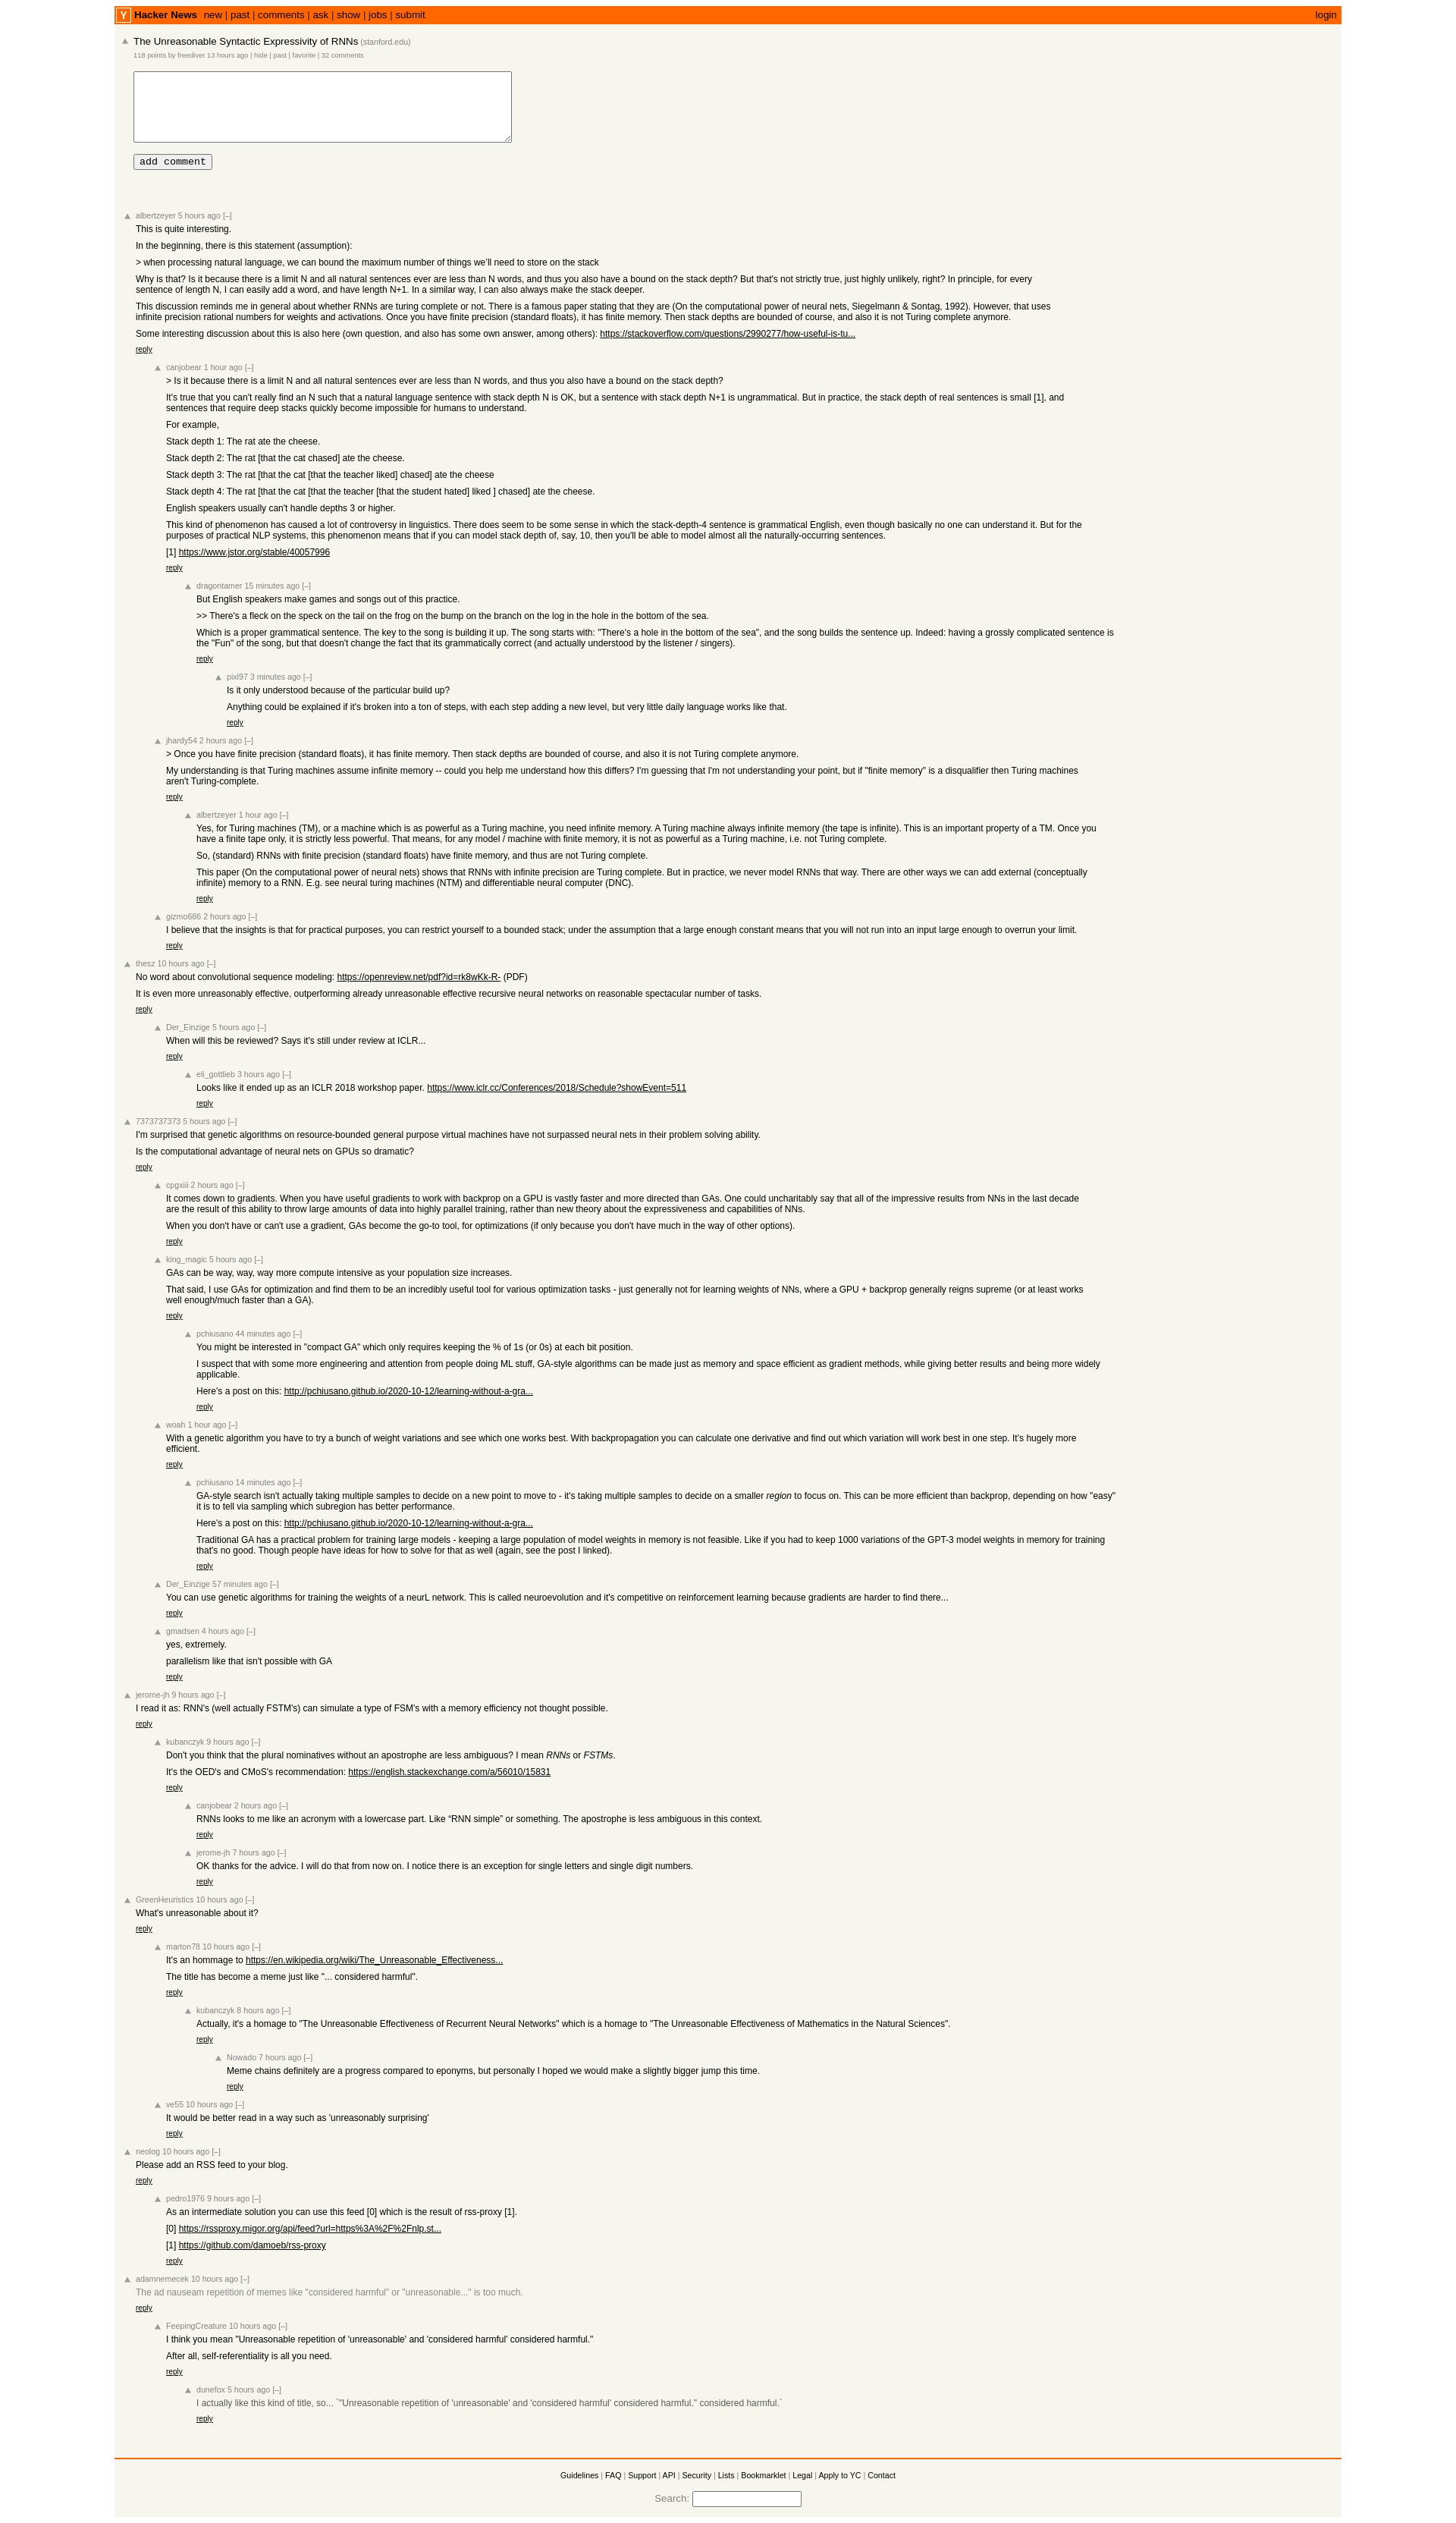 Y Hacker News new | past | comments | ask | show | jobs | submit login
The Unreasonable Syntactic Expressivity of RNNs (stanford.edu)
118 points by freediver 13 hours ago | hide | past | favorite | 32 comments
add comment
albertzeyer 5 hours ago [–]
This is quite interesting.
In the beginning, there is this statement (assumption):
> when processing natural language, we can bound the maximum number of things we'll need to store on the stack
Why is that? Is it because there is a limit N and all natural sentences ever are less than N words, and thus you also have a bound on the stack depth? But that's not strictly true, just highly unlikely, right? In principle, for every
sentence of length N, I can easily add a word, and have length N+1. In a similar way, I can also always make the stack deeper.
This discussion reminds me in general about whether RNNs are turing complete or not. There is a famous paper stating that they are (On the computational power of neural nets, Siegelmann & Sontag, 1992). However, that uses
infinite precision rational numbers for weights and activations. Once you have finite precision (standard floats), it has finite memory. Then stack depths are bounded of course, and also it is not Turing complete anymore.
Some interesting discussion about this is also here (own question, and also has some own answer, among others): https://stackoverflow.com/questions/2990277/how-useful-is-tu...
reply
canjobear 1 hour ago [–]
> Is it because there is a limit N and all natural sentences ever are less than N words, and thus you also have a bound on the stack depth?
It's true that you can't really find an N such that a natural language sentence with stack depth N is OK, but a sentence with stack depth N+1 is ungrammatical. But in practice, the stack depth of real sentences is small [1], and
sentences that require deep stacks quickly become impossible for humans to understand.
For example,
Stack depth 1: The rat ate the cheese.
Stack depth 2: The rat [that the cat chased] ate the cheese.
Stack depth 3: The rat [that the cat [that the teacher liked] chased] ate the cheese
Stack depth 4: The rat [that the cat [that the teacher [that the student hated] liked ] chased] ate the cheese.
English speakers usually can't handle depths 3 or higher.
This kind of phenomenon has caused a lot of controversy in linguistics. There does seem to be some sense in which the stack-depth-4 sentence is grammatical English, even though basically no one can understand it. But for the
purposes of practical NLP systems, this phenomenon means that if you can model stack depth of, say, 10, then you'll be able to model almost all the naturally-occurring sentences.
[1] https://www.jstor.org/stable/40057996
reply
dragontamer 15 minutes ago [–]
But English speakers make games and songs out of this practice.
>> There's a fleck on the speck on the tail on the frog on the bump on the branch on the log in the hole in the bottom of the sea.
Which is a proper grammatical sentence. The key to the song is building it up. The song starts with: "There's a hole in the bottom of the sea", and the song builds the sentence up. Indeed: having a grossly complicated sentence is
the "Fun" of the song, but that doesn't change the fact that its grammatically correct (and actually understood by the listener / singers).
reply
pixl97 3 minutes ago [–]
Is it only understood because of the particular build up?
Anything could be explained if it's broken into a ton of steps, with each step adding a new level, but very little daily language works like that.
reply
jhardy54 2 hours ago [–]
> Once you have finite precision (standard floats), it has finite memory. Then stack depths are bounded of course, and also it is not Turing complete anymore.
My understanding is that Turing machines assume infinite memory -- could you help me understand how this differs? I'm guessing that I'm not understanding your point, but if "finite memory" is a disqualifier then Turing machines
aren't Turing-complete.
reply
albertzeyer 1 hour ago [–]
Yes, for Turing machines (TM), or a machine which is as powerful as a Turing machine, you need infinite memory. A Turing machine always infinite memory (the tape is infinite). This is an important property of a TM. Once you
have a finite tape only, it is strictly less powerful. That means, for any model / machine with finite memory, it is not as powerful as a Turing machine, i.e. not Turing complete.
So, (standard) RNNs with finite precision (standard floats) have finite memory, and thus are not Turing complete.
This paper (On the computational power of neural nets) shows that RNNs with infinite precision are Turing complete. But in practice, we never model RNNs that way. There are other ways we can add external (conceptually
infinite) memory to a RNN. E.g. see neural turing machines (NTM) and differentiable neural computer (DNC).
reply
gizmo686 2 hours ago [–]
I believe that the insights is that for practical purposes, you can restrict yourself to a bounded stack; under the assumption that a large enough constant means that you will not run into an input large enough to overrun your limit.
reply
thesz 10 hours ago [–]
No word about convolutional sequence modeling: https://openreview.net/pdf?id=rk8wKk-R- (PDF)
It is even more unreasonably effective, outperforming already unreasonable effective recursive neural networks on reasonable spectacular number of tasks.
reply
Der_Einzige 5 hours ago [–]
When will this be reviewed? Says it's still under review at ICLR...
reply
eli_gottlieb 3 hours ago [–]
Looks like it ended up as an ICLR 2018 workshop paper. https://www.iclr.cc/Conferences/2018/Schedule?showEvent=511
reply
7373737373 5 hours ago [–]
I'm surprised that genetic algorithms on resource-bounded general purpose virtual machines have not surpassed neural nets in their problem solving ability.
Is the computational advantage of neural nets on GPUs so dramatic?
reply
cpgxiii 2 hours ago [–]
It comes down to gradients. When you have useful gradients to work with backprop on a GPU is vastly faster and more directed than GAs. One could uncharitably say that all of the impressive results from NNs in the last decade
are the result of this ability to throw large amounts of data into highly parallel training, rather than new theory about the expressiveness and capabilities of NNs.
When you don't have or can't use a gradient, GAs become the go-to tool, for optimizations (if only because you don't have much in the way of other options).
reply
king_magic 5 hours ago [–]
GAs can be way, way, way more compute intensive as your population size increases.
That said, I use GAs for optimization and find them to be an incredibly useful tool for various optimization tasks - just generally not for learning weights of NNs, where a GPU + backprop generally reigns supreme (or at least works
well enough/much faster than a GA).
reply
pchiusano 44 minutes ago [–]
You might be interested in "compact GA" which only requires keeping the % of 1s (or 0s) at each bit position.
I suspect that with some more engineering and attention from people doing ML stuff, GA-style algorithms can be made just as memory and space efficient as gradient methods, while giving better results and being more widely
applicable.
Here's a post on this: http://pchiusano.github.io/2020-10-12/learning-without-a-gra...
reply
woah 1 hour ago [–]
With a genetic algorithm you have to try a bunch of weight variations and see which one works best. With backpropagation you can calculate one derivative and find out which variation will work best in one step. It's hugely more
efficient.
reply
pchiusano 14 minutes ago [–]
GA-style search isn't actually taking multiple samples to decide on a new point to move to - it's taking multiple samples to decide on a smaller region to focus on. This can be more efficient than backprop, depending on how "easy"
it is to tell via sampling which subregion has better performance.
Here's a post on this: http://pchiusano.github.io/2020-10-12/learning-without-a-gra...
Traditional GA has a practical problem for training large models - keeping a large population of model weights in memory is not feasible. Like if you had to keep 1000 variations of the GPT-3 model weights in memory for training
that's no good. Though people have ideas for how to solve for that as well (again, see the post I linked).
reply
Der_Einzige 57 minutes ago [–]
You can use genetic algorithms for training the weights of a neurL network. This is called neuroevolution and it's competitive on reinforcement learning because gradients are harder to find there...
reply
gmadsen 4 hours ago [–]
yes, extremely.
parallelism like that isn't possible with GA
reply
jerome-jh 9 hours ago [–]
I read it as: RNN's (well actually FSTM's) can simulate a type of FSM's with a memory efficiency not thought possible.
reply
kubanczyk 9 hours ago [–]
Don't you think that the plural nominatives without an apostrophe are less ambiguous? I mean RNNs or FSTMs.
It's the OED's and CMoS's recommendation: https://english.stackexchange.com/a/56010/15831
reply
canjobear 2 hours ago [–]
RNNs looks to me like an acronym with a lowercase part. Like “RNN simple” or something. The apostrophe is less ambiguous in this context.
reply
jerome-jh 7 hours ago [–]
OK thanks for the advice. I will do that from now on. I notice there is an exception for single letters and single digit numbers.
reply
GreenHeuristics 10 hours ago [–]
What's unreasonable about it?
reply
marton78 10 hours ago [–]
It's an hommage to https://en.wikipedia.org/wiki/The_Unreasonable_Effectiveness...
The title has become a meme just like "... considered harmful".
reply
kubanczyk 8 hours ago [–]
Actually, it's a homage to "The Unreasonable Effectiveness of Recurrent Neural Networks" which is a homage to "The Unreasonable Effectiveness of Mathematics in the Natural Sciences".
reply
Nowado 7 hours ago [–]
Meme chains definitely are a progress compared to eponyms, but personally I hoped we would make a slightly bigger jump this time.
reply
ve55 10 hours ago [–]
It would be better read in a way such as 'unreasonably surprising'
reply
neolog 10 hours ago [–]
Please add an RSS feed to your blog.
reply
pedro1976 9 hours ago [–]
As an intermediate solution you can use this feed [0] which is the result of rss-proxy [1].
[0] https://rssproxy.migor.org/api/feed?url=https%3A%2F%2Fnlp.st...
[1] https://github.com/damoeb/rss-proxy
reply
adamnemecek 10 hours ago [–]
The ad nauseam repetition of memes like "considered harmful" or "unreasonable..." is too much.
reply
FeepingCreature 10 hours ago [–]
I think you mean "Unreasonable repetition of 'unreasonable' and 'considered harmful' considered harmful."
After all, self-referentiality is all you need.
reply
dunefox 5 hours ago [–]
I actually like this kind of title, so... `"Unreasonable repetition of 'unreasonable' and 'considered harmful' considered harmful." considered harmful.`
reply
Guidelines | FAQ | Support | API | Security | Lists | Bookmarklet | Legal | Apply to YC | Contact
Search: